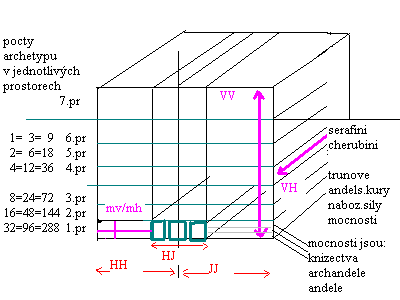 pocty
archetypu
v jednotlivých
prostorech
7.pr
1= 3= 9 6.pr
2= 6=18 5.pr
4=12=36 4.pr
8=24=72 3.pr
16=48=144 2.pr
32=96=288 1.pr
mv/mh
VV
VH
HJ
HH
JJ
serafini
cherubini
trunove
andels.kury
naboz.sily
mocnosti
mocnosti jsou:
knizectva
archandele
andele